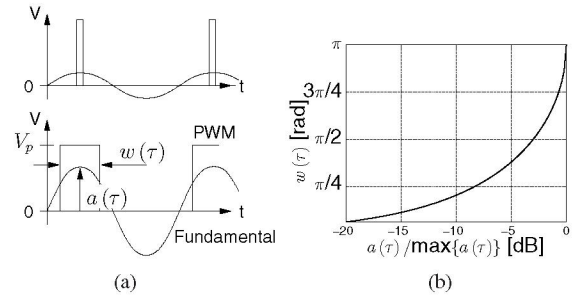 V
0
t
V
V_p
PWM
w(τ)
a(τ)
0
t
Fundamental
(a)
π
3π/4
π/2
π/4
w(τ) [rad]
-20
-15
-10
-5
0
a(τ)/max{a(τ)} [dB]
(b)